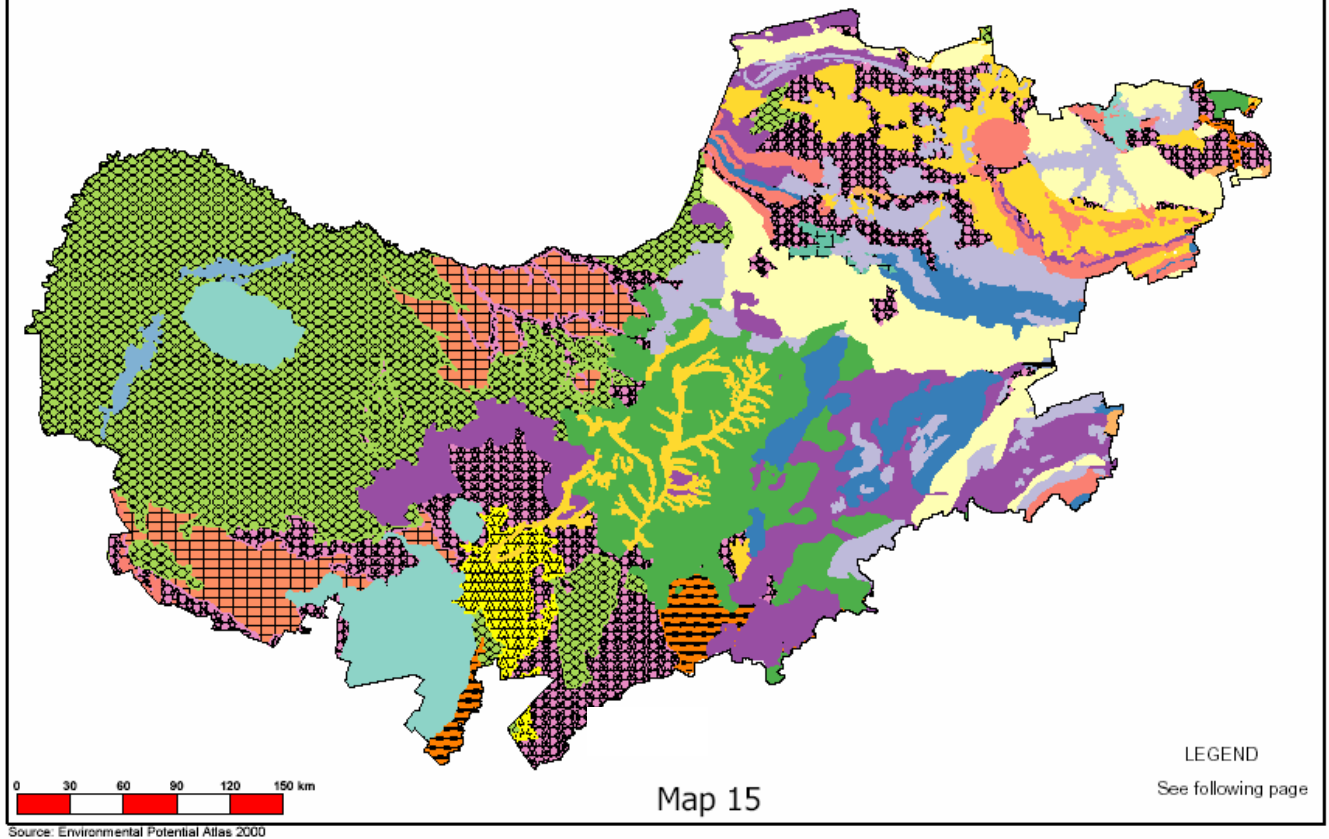 LEGEND
See following page
0 30 60 90 120 150 km
Map 15
Source: Environmental Potential Atlas 2000